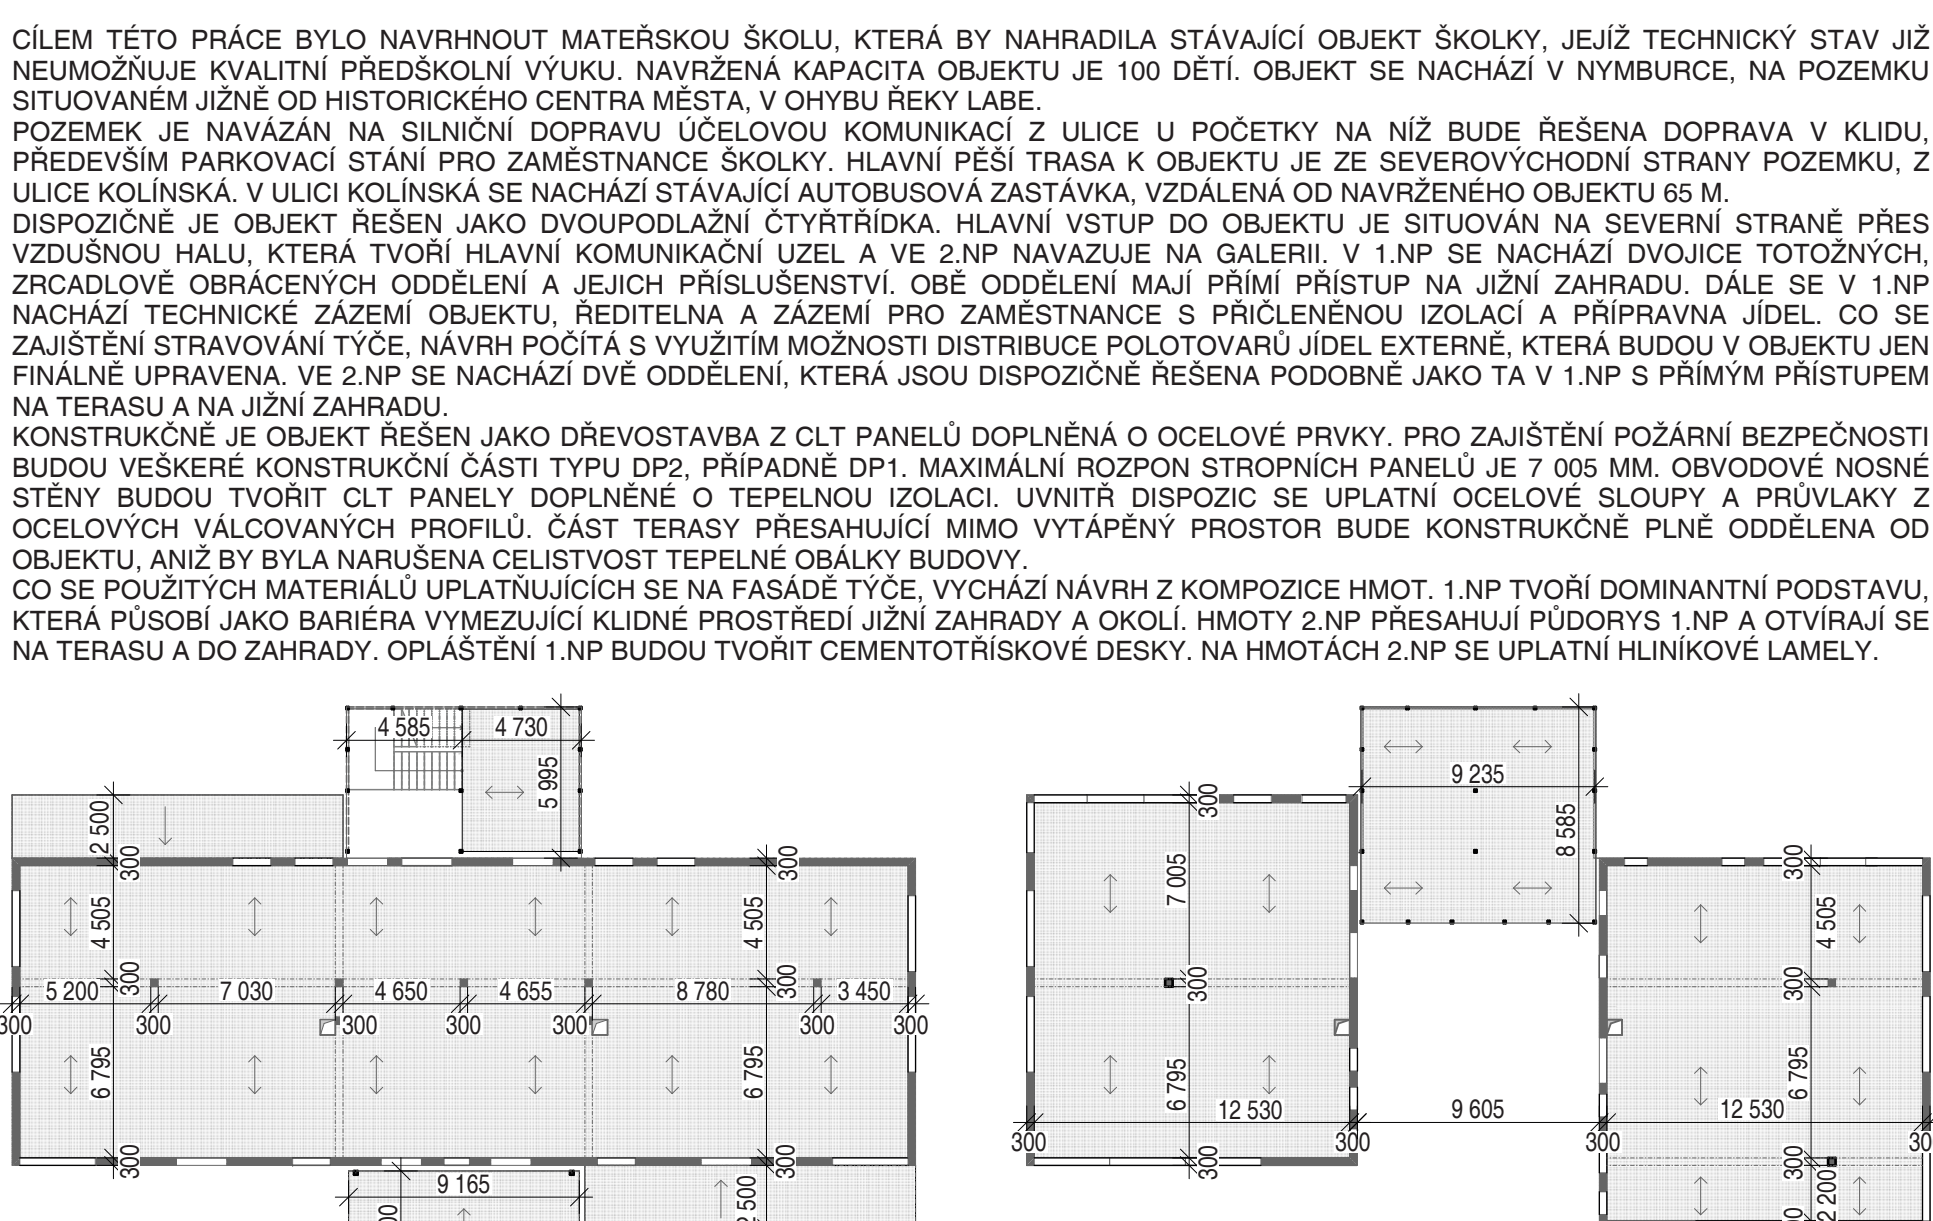 CÍLEM TÉTO PRÁCE BYLO NAVRHNOUT MATEŘSKOU ŠKOLU, KTERÁ BY NAHRADILA STÁVAJÍCÍ OBJEKT ŠKOLKY, JEJÍŽ TECHNICKÝ STAV JIŽ
NEUMOŽŇUJE KVALITNÍ PŘEDŠKOLNÍ VÝUKU. NAVRŽENÁ KAPACITA OBJEKTU JE 100 DĚTÍ. OBJEKT SE NACHÁZÍ V NYMBURCE, NA POZEMKU
SITUOVANÉM JIŽNĚ OD HISTORICKÉHO CENTRA MĚSTA, V OHYBU ŘEKY LABE.
POZEMEK JE NAVÁZÁN NA SILNIČNÍ DOPRAVU ÚČELOVOU KOMUNIKACÍ Z ULICE U POČETKY NA NÍŽ BUDE ŘEŠENA DOPRAVA V KLIDU,
PŘEDEVŠÍM PARKOVACÍ STÁNÍ PRO ZAMĚSTNANCE ŠKOLKY. HLAVNÍ PĚŠÍ TRASA K OBJEKTU JE ZE SEVEROVÝCHODNÍ STRANY POZEMKU, Z
ULICE KOLÍNSKÁ. V ULICI KOLÍNSKÁ SE NACHÁZÍ STÁVAJÍCÍ AUTOBUSOVÁ ZASTÁVKA, VZDÁLENÁ OD NAVRŽENÉHO OBJEKTU 65 M.
DISPOZIČNĚ JE OBJEKT ŘEŠEN JAKO DVOUPODLAŽNÍ ČTYŘTŘÍDKA. HLAVNÍ VSTUP DO OBJEKTU JE SITUOVÁN NA SEVERNÍ STRANĚ PŘES
VZDUŠNOU HALU, KTERÁ TVOŘÍ HLAVNÍ KOMUNIKAČNÍ UZEL A VE 2.NP NAVAZUJE NA GALERII. V 1.NP SE NACHÁZÍ DVOJICE TOTOŽNÝCH,
ZRCADLOVĚ OBRÁCENÝCH ODDĚLENÍ A JEJICH PŘÍSLUŠENSTVÍ. OBĚ ODDĚLENÍ MAJÍ PŘÍMÍ PŘÍSTUP NA JIŽNÍ ZAHRADU. DÁLE SE V 1.NP
NACHÁZÍ TECHNICKÉ ZÁZEMÍ OBJEKTU, ŘEDITELNA A ZÁZEMÍ PRO ZAMĚSTNANCE S PŘIČLENĚNOU IZOLACÍ A PŘÍPRAVNA JÍDEL. CO SE
ZAJIŠTĚNÍ STRAVOVÁNÍ TÝČE, NÁVRH POČÍTÁ S VYUŽITÍM MOŽNOSTI DISTRIBUCE POLOTOVARŮ JÍDEL EXTERNĚ, KTERÁ BUDOU V OBJEKTU JEN
FINÁLNĚ UPRAVENA. VE 2.NP SE NACHÁZÍ DVĚ ODDĚLENÍ, KTERÁ JSOU DISPOZIČNĚ ŘEŠENA PODOBNĚ JAKO TA V 1.NP S PŘÍMÝM PŘÍSTUPEM
NA TERASU A NA JIŽNÍ ZAHRADU.
KONSTRUKČNĚ JE OBJEKT ŘEŠEN JAKO DŘEVOSTAVBA Z CLT PANELŮ DOPLNĚNÁ O OCELOVÉ PRVKY. PRO ZAJIŠTĚNÍ POŽÁRNÍ BEZPEČNOSTI
BUDOU VEŠKERÉ KONSTRUKČNÍ ČÁSTI TYPU DP2, PŘÍPADNĚ DP1. MAXIMÁLNÍ ROZPON STROPNÍCH PANELŮ JE 7 005 MM. OBVODOVÉ NOSNÉ
STĚNY BUDOU TVOŘIT CLT PANELY DOPLNĚNÉ O TEPELNOU IZOLACI. UVNITŘ DISPOZIC SE UPLATNÍ OCELOVÉ SLOUPY A PRŮVLAKY Z
OCELOVÝCH VÁLCOVANÝCH PROFILŮ. ČÁST TERASY PŘESAHUJÍCÍ MIMO VYTÁPĚNÝ PROSTOR BUDE KONSTRUKČNĚ PLNĚ ODDĚLENA OD
OBJEKTU, ANIŽ BY BYLA NARUŠENA CELISTVOST TEPELNÉ OBÁLKY BUDOVY.
CO SE POUŽITÝCH MATERIÁLŮ UPLATŇUJÍCÍCH SE NA FASÁDĚ TÝČE, VYCHÁZÍ NÁVRH Z KOMPOZICE HMOT. 1.NP TVOŘÍ DOMINANTNÍ PODSTAVU,
KTERÁ PŮSOBÍ JAKO BARIÉRA VYMEZUJÍCÍ KLIDNÉ PROSTŘEDÍ JIŽNÍ ZAHRADY A OKOLÍ. HMOTY 2.NP PŘESAHUJÍ PŮDORYS 1.NP A OTVÍRAJÍ SE
NA TERASU A DO ZAHRADY. OPLÁŠTĚNÍ 1.NP BUDOU TVOŘIT CEMENTOTŘÍSKOVÉ DESKY. NA HMOTÁCH 2.NP SE UPLATNÍ HLINÍKOVÉ LAMELY.
4 585 4 730
5 995
2 500
300 300
4 505 4 505
300 300
5 200 7 030 4 650 4 655 8 780 3 450
300 300 300 300 300 300 300
6 795 6 795
300 300
9 165
2 500
9 235
300
8 585
7 005
300
4 505
300 300
6 795 6 795
12 530 9 605 12 530
300 300 300
300 300
2 200